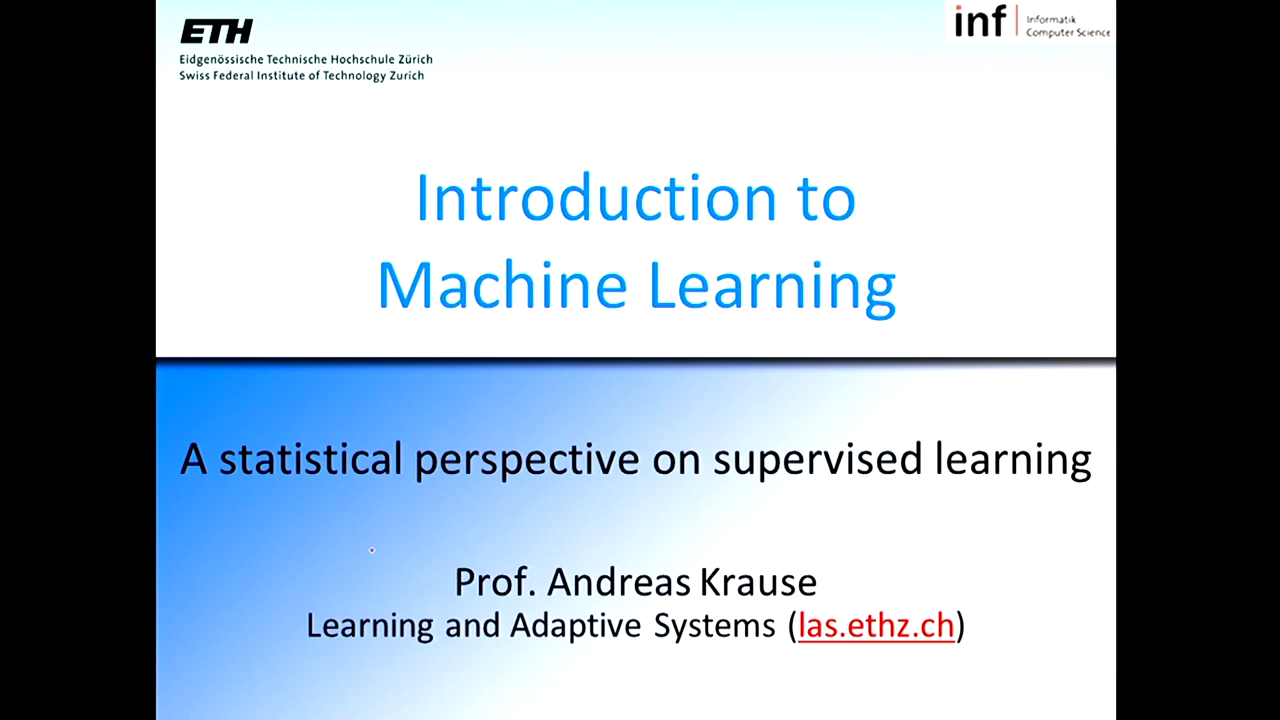 ETH
Eidgenössische Technische Hochschule Zürich
Swiss Federal Institute of Technology Zurich
inf
Informatik
Computer Science
Introduction to
Machine Learning
A statistical perspective on supervised learning
Prof. Andreas Krause
Learning and Adaptive Systems (las.ethz.ch)